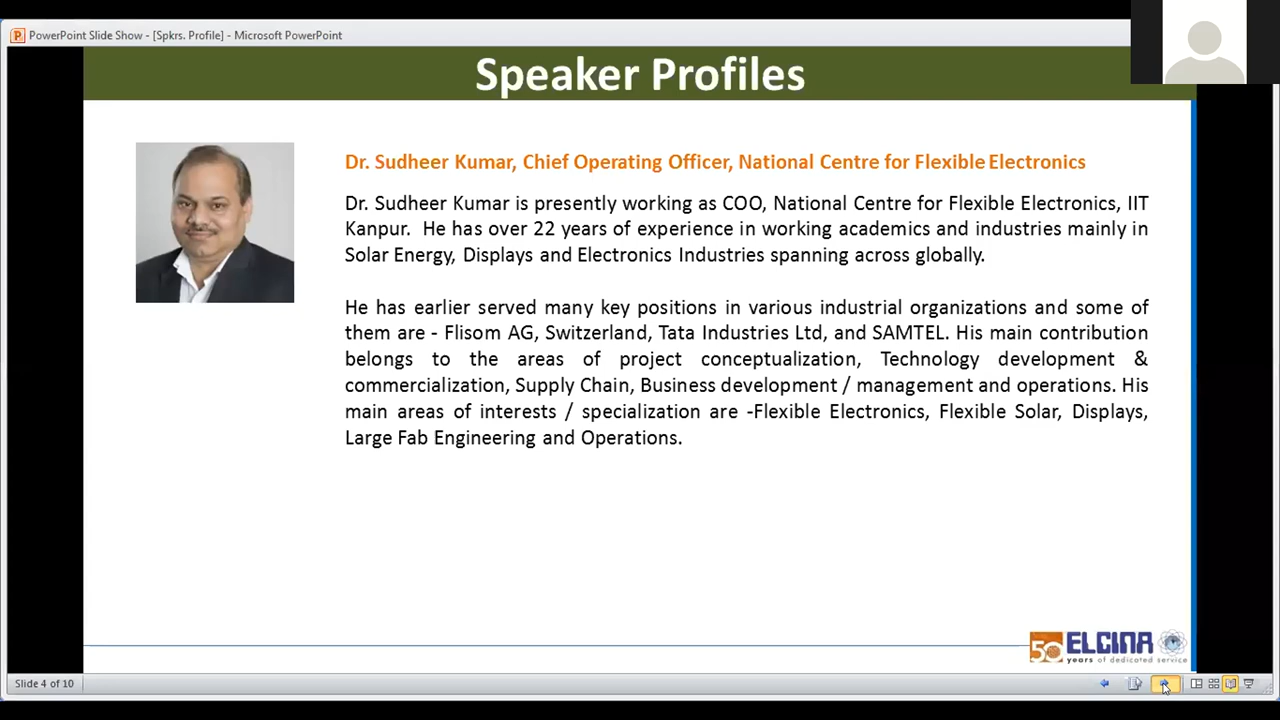 PowerPoint Slide Show - [Spkrs. Profile] - Microsoft PowerPoint
Speaker Profiles
Dr. Sudheer Kumar, Chief Operating Officer, National Centre for Flexible Electronics
Dr. Sudheer Kumar is presently working as COO, National Centre for Flexible Electronics, IIT
Kanpur. He has over 22 years of experience in working academics and industries mainly in
Solar Energy, Displays and Electronics Industries spanning across globally.
He has earlier served many key positions in various industrial organizations and some of
them are - Flisom AG, Switzerland, Tata Industries Ltd, and SAMTEL. His main contribution
belongs to the areas of project conceptualization, Technology development &
commercialization, Supply Chain, Business development / management and operations. His
main areas of interests / specialization are -Flexible Electronics, Flexible Solar, Displays,
Large Fab Engineering and Operations.
50 ELCINA
years of dedicated service
Slide 4 of 10